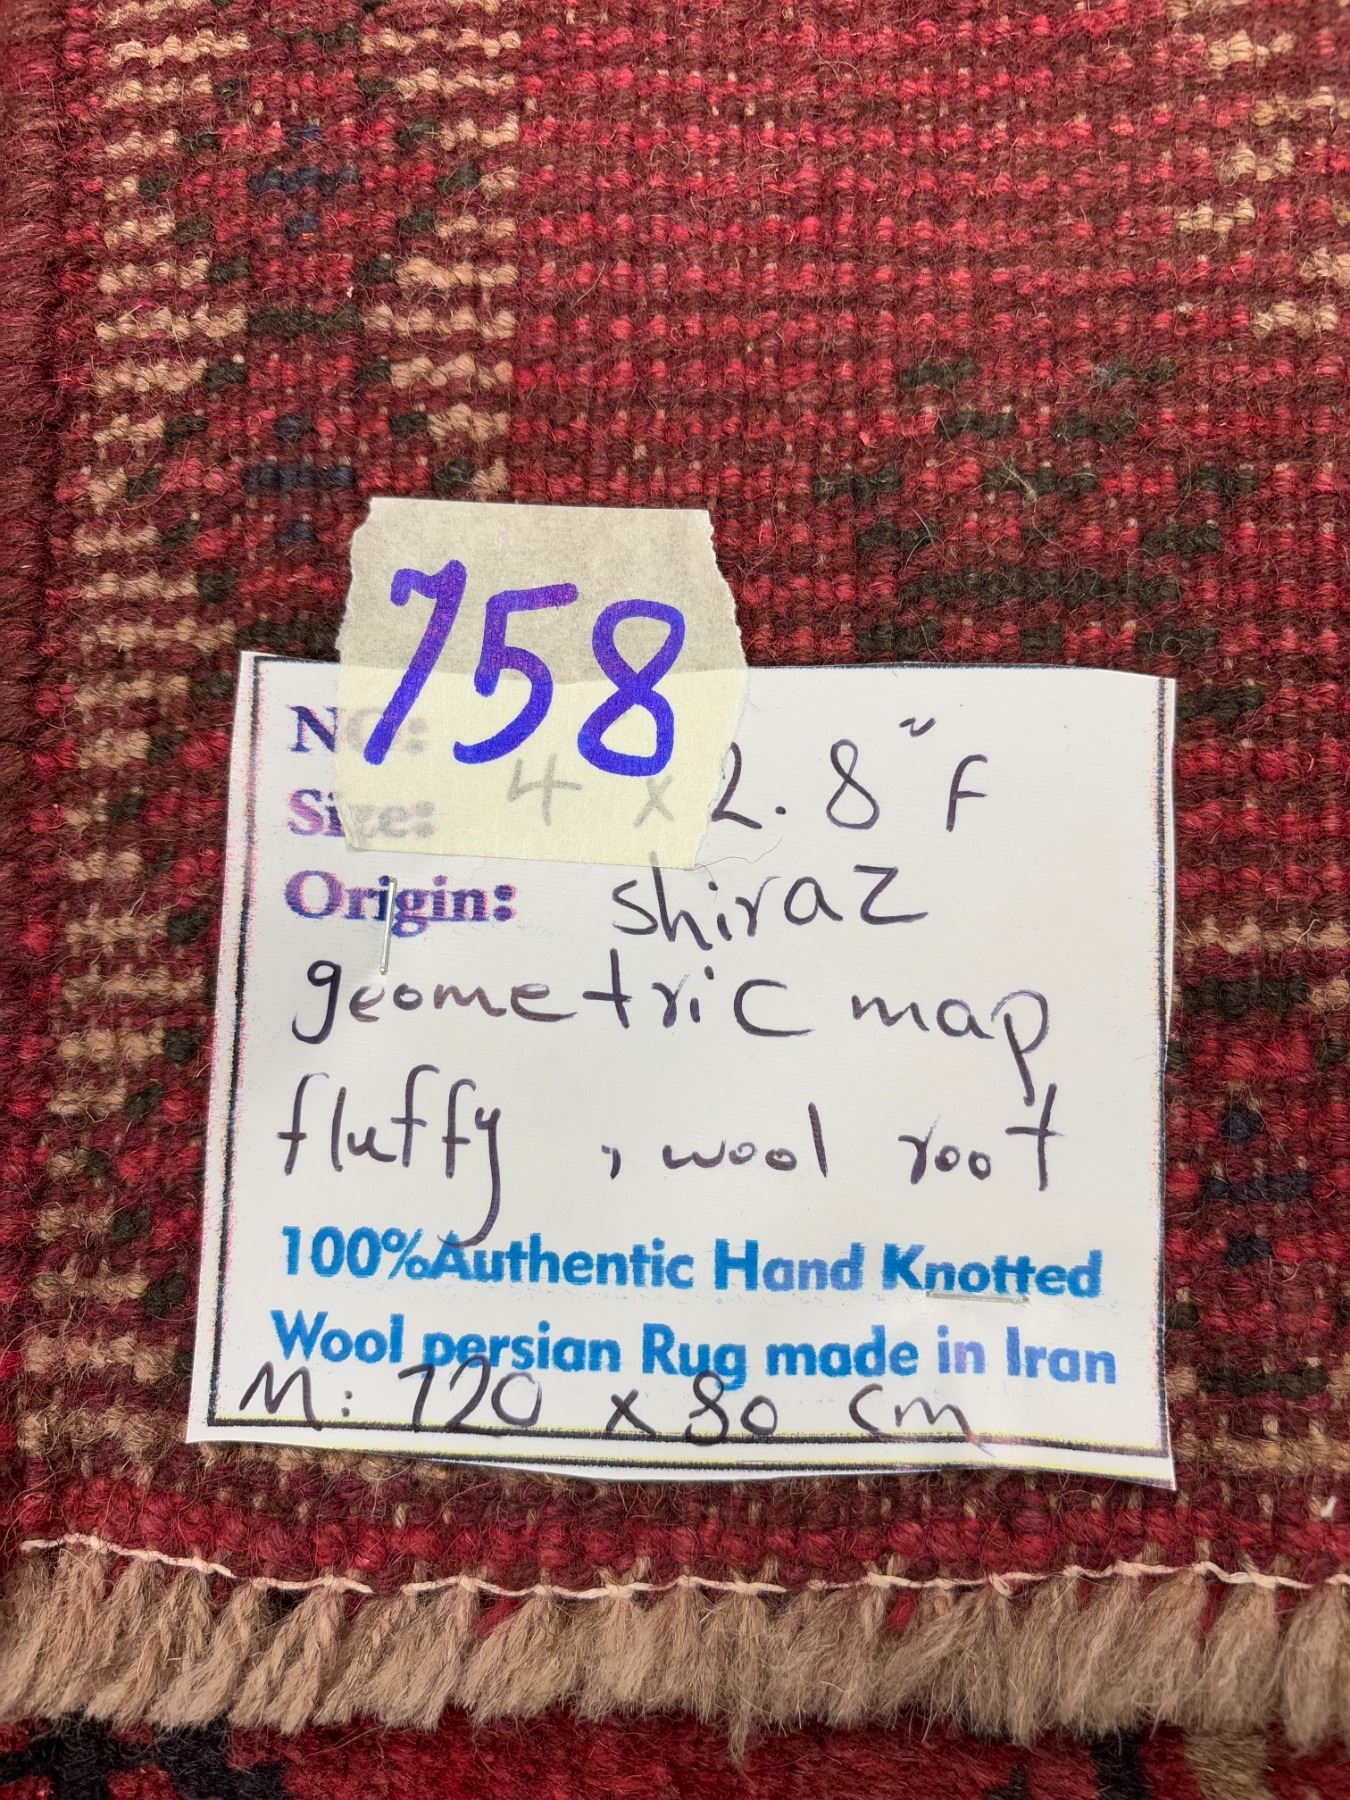 758
NO:
Size: 4 x 2.8" F
Origin: shiraz
geometric map
fluffy , wool root
100%Authentic Hand Knotted
Wool persian Rug made in Iran
M: 120 x 80 cm